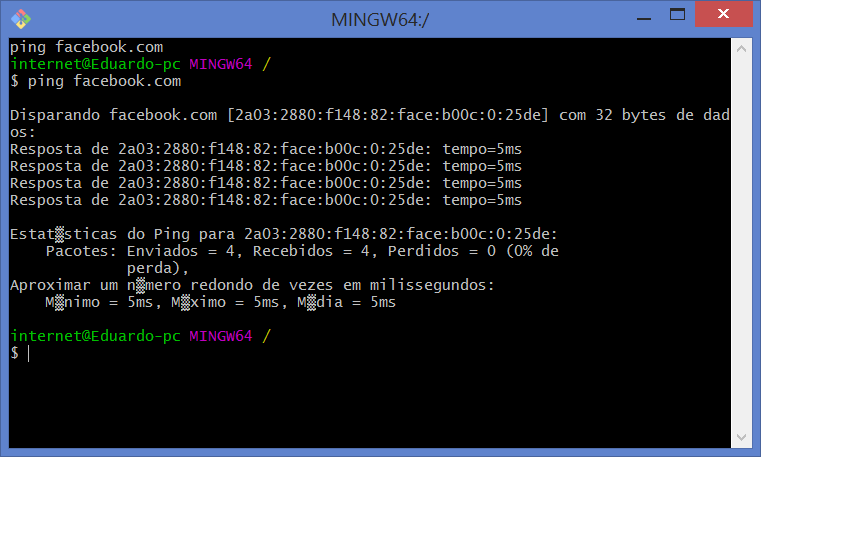 MINGW64:/
ping facebook.com
internet@Eduardo-pc MINGW64 /
$ ping facebook.com
Disparando facebook.com [2a03:2880:f148:82:face:b00c:0:25de] com 32 bytes de dad
os:
Resposta de 2a03:2880:f148:82:face:b00c:0:25de: tempo=5ms
Resposta de 2a03:2880:f148:82:face:b00c:0:25de: tempo=5ms
Resposta de 2a03:2880:f148:82:face:b00c:0:25de: tempo=5ms
Resposta de 2a03:2880:f148:82:face:b00c:0:25de: tempo=5ms
Estat▒sticas do Ping para 2a03:2880:f148:82:face:b00c:0:25de:
Pacotes: Enviados = 4, Recebidos = 4, Perdidos = 0 (0% de
perda),
Aproximar um n▒mero redondo de vezes em milissegundos:
M▒nimo = 5ms, M▒ximo = 5ms, M▒dia = 5ms
internet@Eduardo-pc MINGW64 /
$